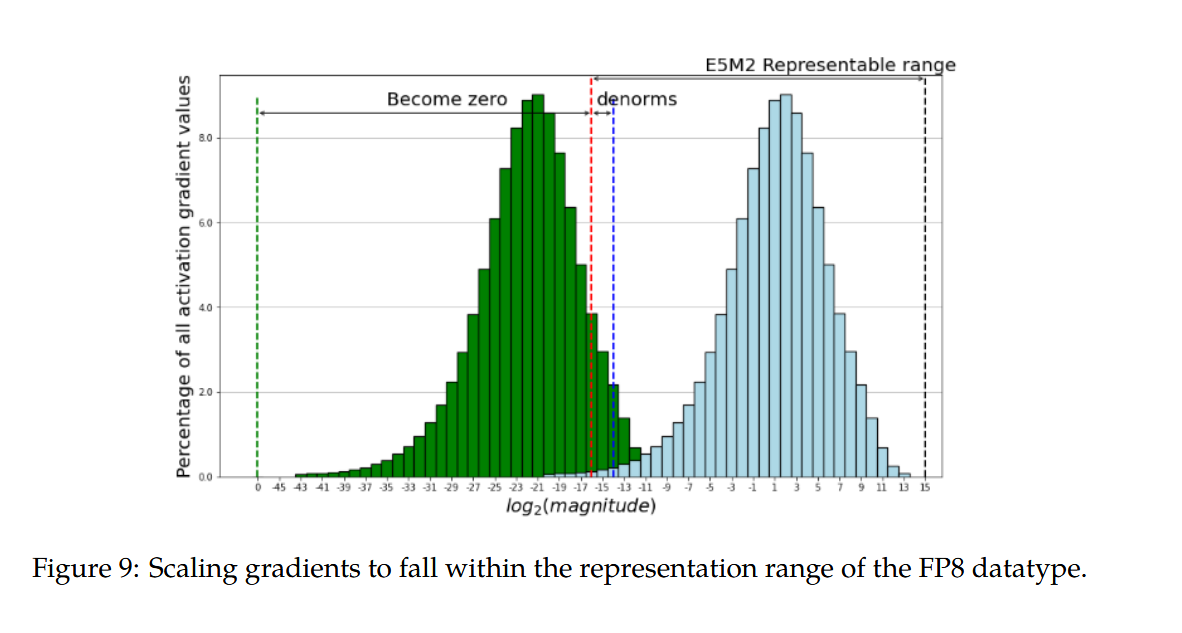 E5M2 Representable range
Become zero
denorms
Percentage of all activation gradient values
8.0
6.0
4.0
2.0
0.0
0 -45 -43 -41 -39 -37 -35 -33 -31 -29 -27 -25 -23 -21 -19 -17 -15 -13 -11 -9 -7 -5 -3 -1 1 3 5 7 9 11 13 15
log₂(magnitude)
Figure 9: Scaling gradients to fall within the representation range of the FP8 datatype.